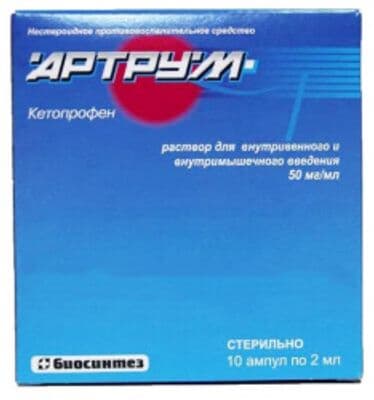 Нестероидное противовоспалительное средство
АРТРУМ
Кетопрофен
раствор для внутривенного и
внутримышечного введения
50 мг/мл
СТЕРИЛЬНО
10 ампул по 2 мл
биосинтез